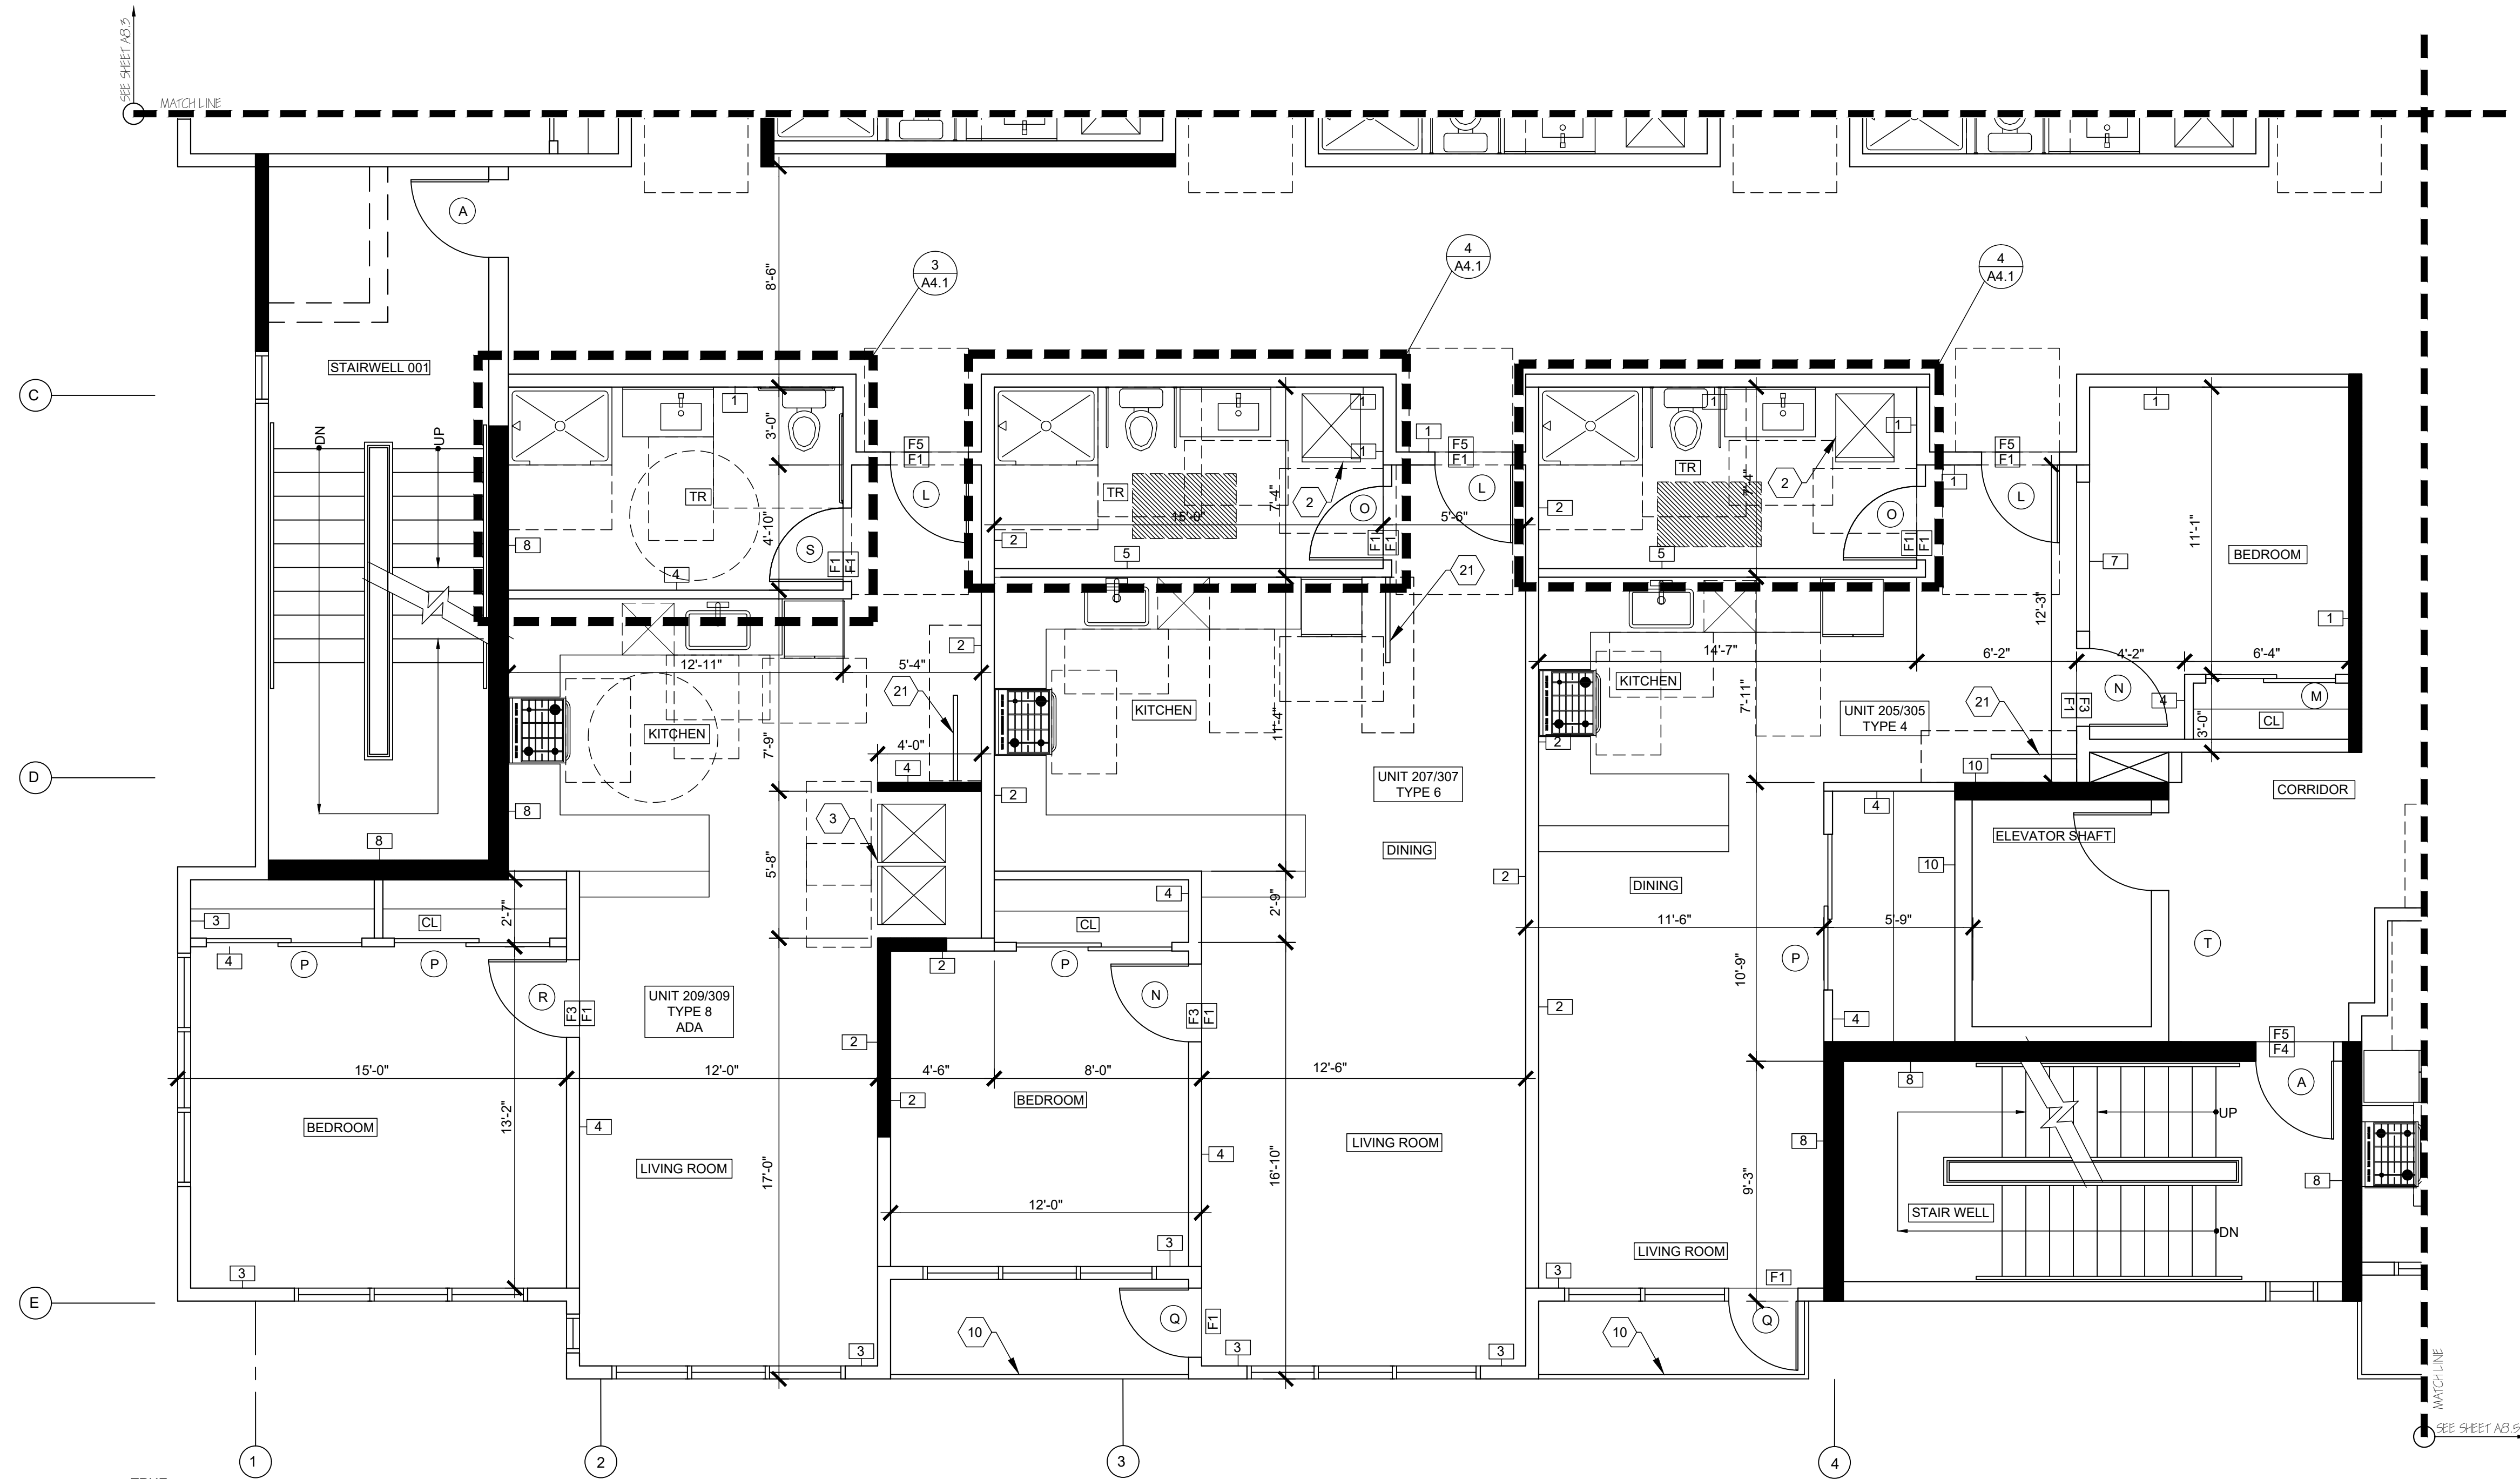 SEE SHEET A8.3
MATCH LINE
A
3
A4.1
4
A4.1
4
A4.1
8'-6"
STAIRWELL 001
C
DN
UP
1
3'-0"
TR
4'-10"
S
F1
F1
8
4
F5
F1
L
TR
2
5
15'-0"
7'-4"
1
1
2
O
F1
F1
5'-6"
1
F5
F1
L
21
TR
1
2
5
7'-4"
1
2
O
F1
F1
F5
F1
1
L
12'-3"
7
1
11'-1"
BEDROOM
1
12'-11"
5'-4"
2
21
KITCHEN
7'-9"
4'-0"
4
KITCHEN
11'-4"
14'-7"
6'-2"
4'-2"
6'-4"
KITCHEN
7'-11"
UNIT 205/305
TYPE 4
21
F1
F3
N
4
M
CL
3'-0"
D
8
8
3
5'-8"
2
UNIT 207/307
TYPE 6
2
10
4
CORRIDOR
ELEVATOR SHAFT
10
DINING
DINING
2
3
CL
2'-7"
4
P
P
R
F3
F1
4
CL
2'-9"
2
P
N
F3
F1
11'-6"
5'-9"
P
T
10'-9"
2
4
UNIT 209/309
TYPE 8
ADA
2
15'-0"
12'-0"
4'-6"
8'-0"
12'-6"
F5
F4
A
8
2
BEDROOM
BEDROOM
13'-2"
4
LIVING ROOM
17'-0"
4
16'-10"
LIVING ROOM
8
9'-3"
UP
8
STAIR WELL
DN
12'-0"
3
LIVING ROOM
3
3
F1
E
Q
F1
10
3
3
3
10
Q
MATCH LINE
SEE SHEET A8.5
1
2
3
4